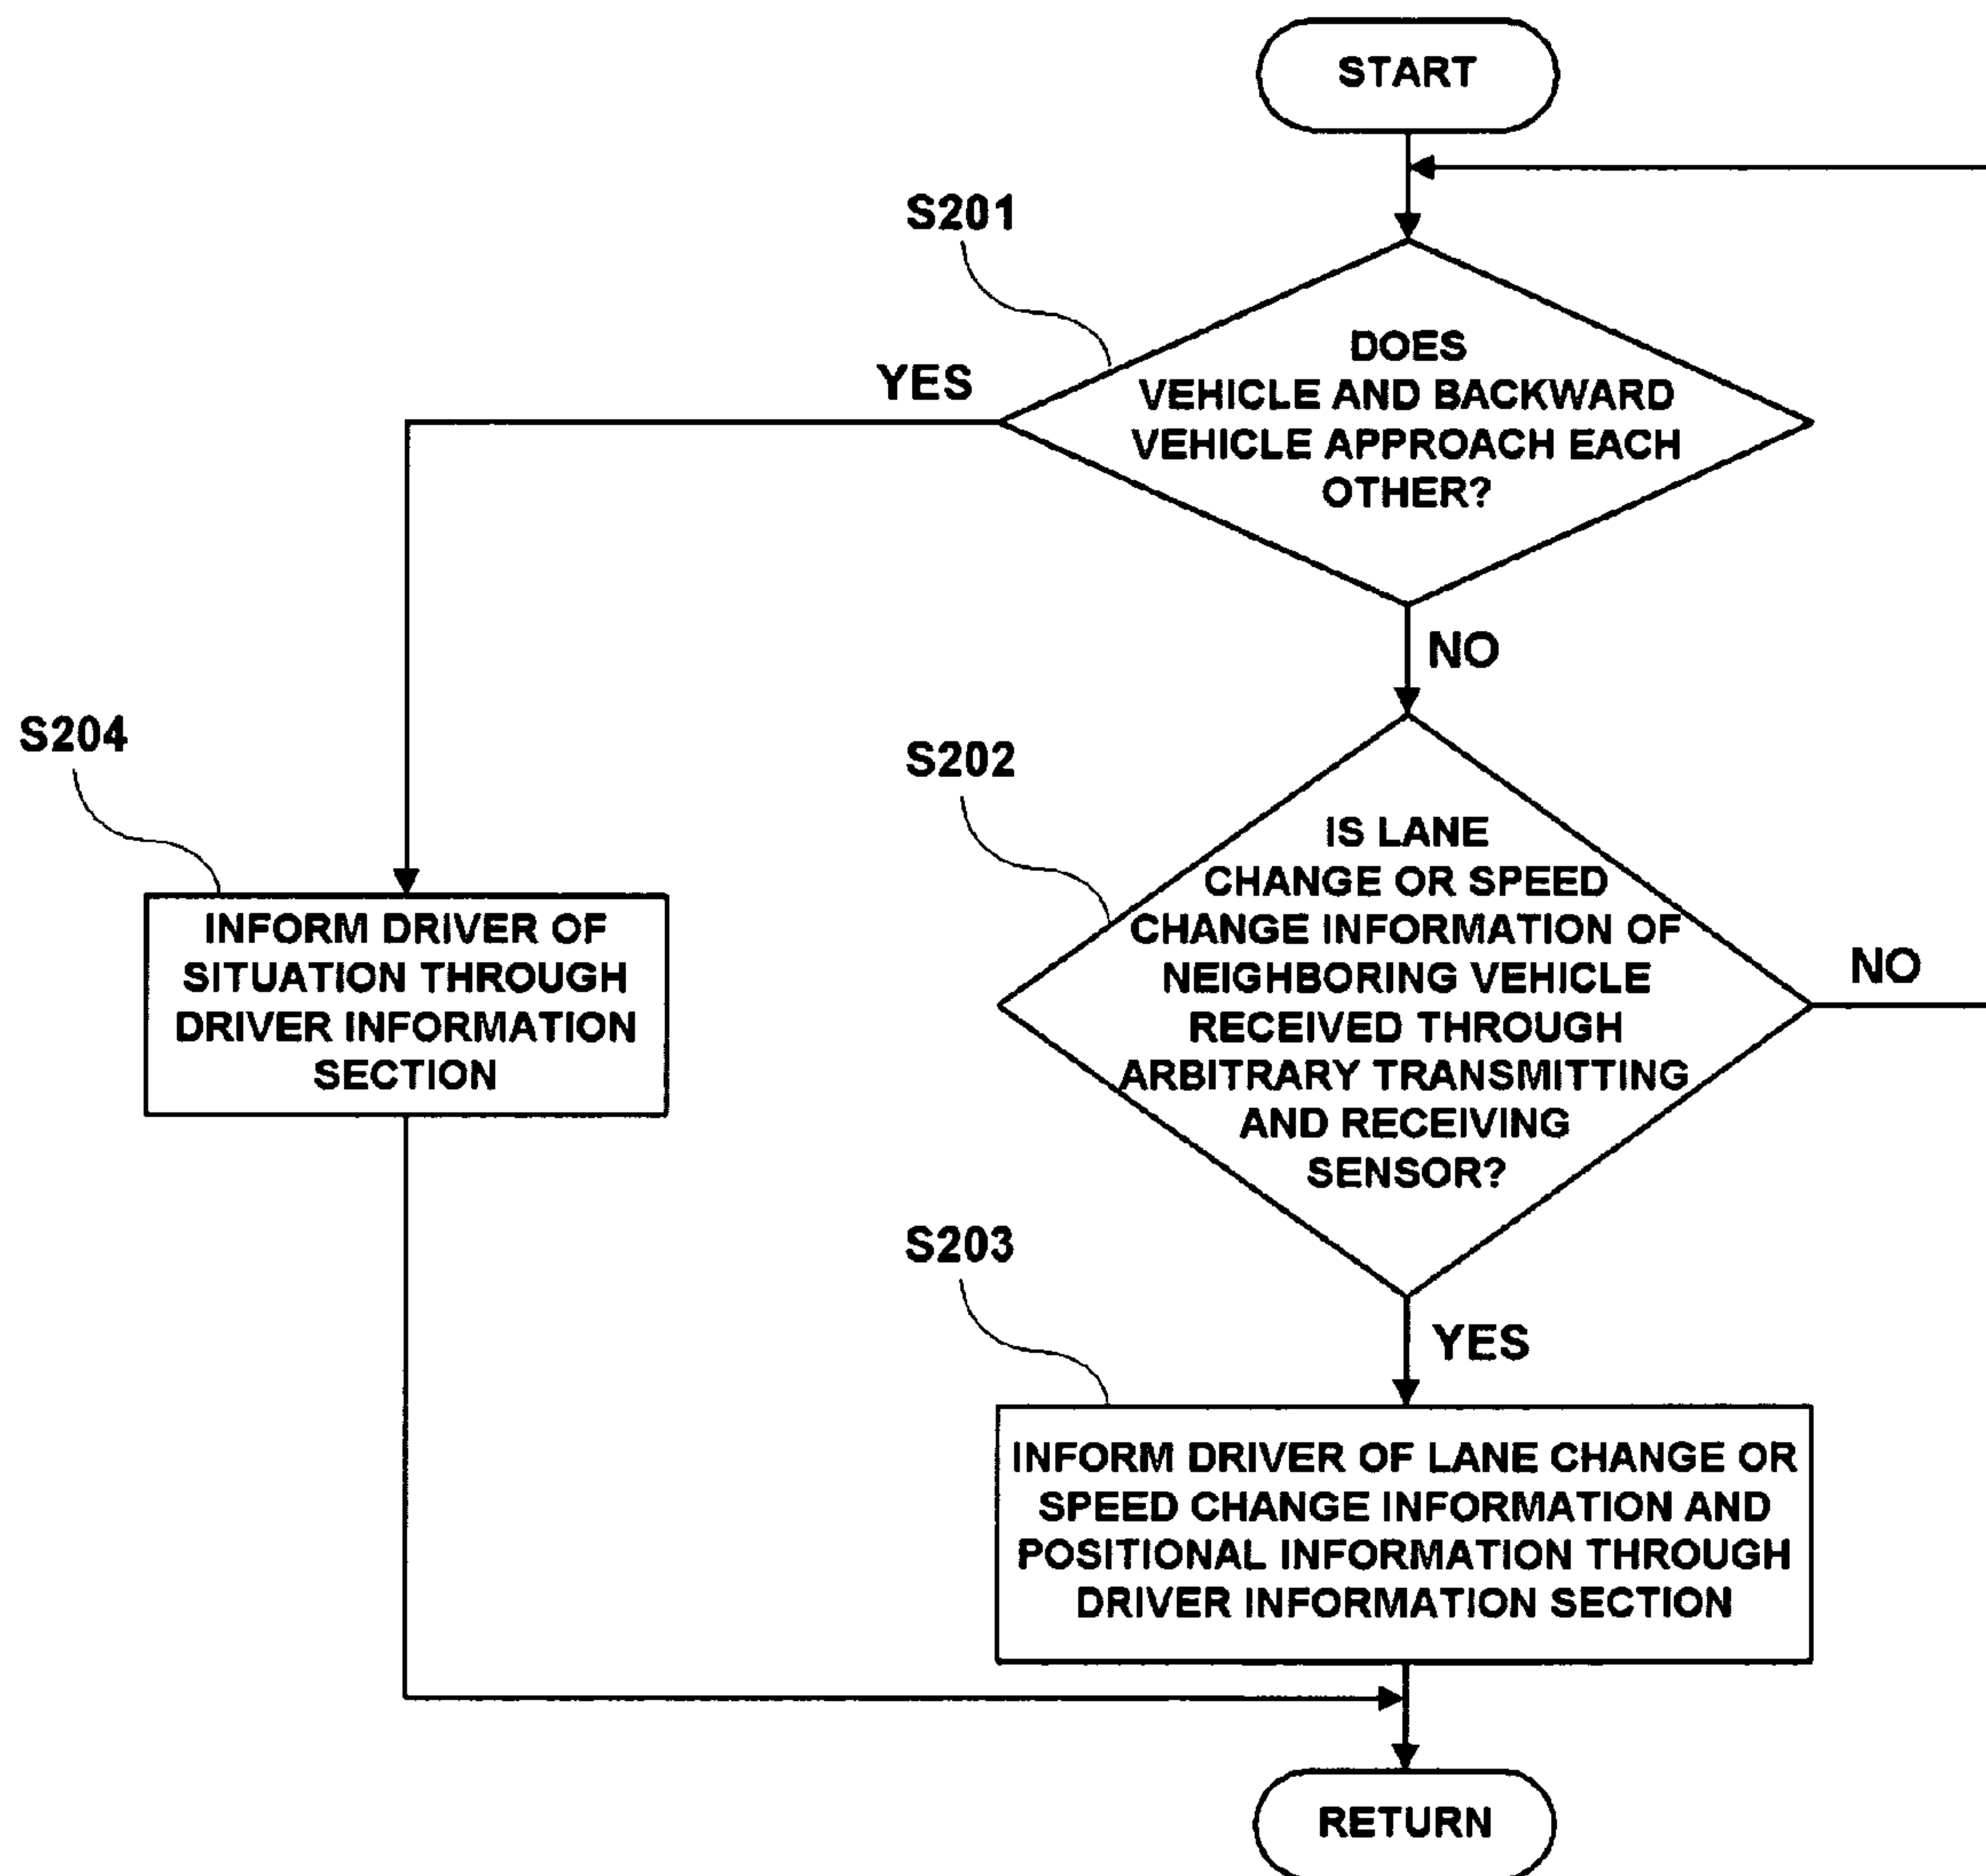 START
S201
DOES
VEHICLE AND BACKWARD
VEHICLE APPROACH EACH
OTHER?
YES
NO
S204
INFORM DRIVER OF
SITUATION THROUGH
DRIVER INFORMATION
SECTION
S202
IS LANE
CHANGE OR SPEED
CHANGE INFORMATION OF
NEIGHBORING VEHICLE
RECEIVED THROUGH
ARBITRARY TRANSMITTING
AND RECEIVING
SENSOR?
NO
YES
S203
INFORM DRIVER OF LANE CHANGE OR
SPEED CHANGE INFORMATION AND
POSITIONAL INFORMATION THROUGH
DRIVER INFORMATION SECTION
RETURN